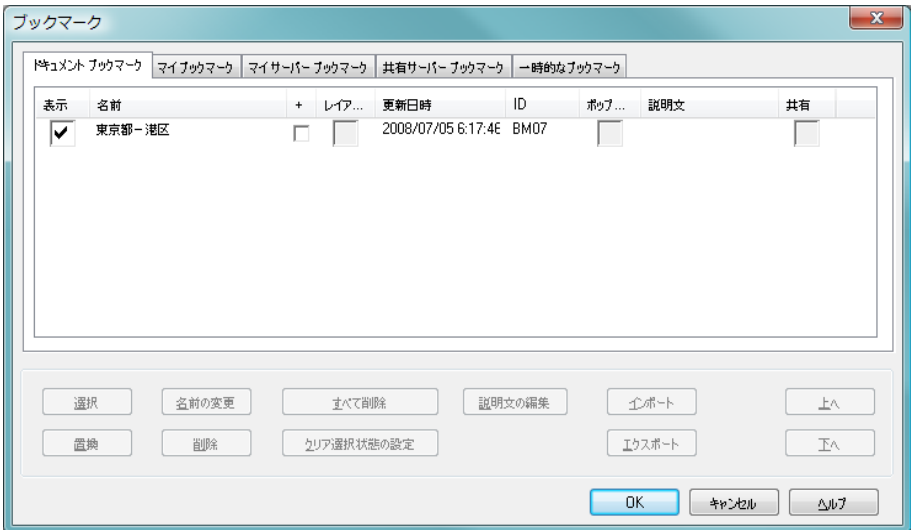 ブックマーク
ドキュメント ブックマーク マイブックマーク マイ サーバー ブックマーク 共有サーバー ブックマーク 一時的なブックマーク
表示 名前 + レイア... 更新日時 ID ポップ... 説明文 共有
東京都－港区 2008/07/05 6:17:46 BM07
選択 名前の変更 すべて削除 説明文の編集 インポート 上へ
置換 削除 クリア選択状態の設定 エクスポート 下へ
OK キャンセル ヘルプ